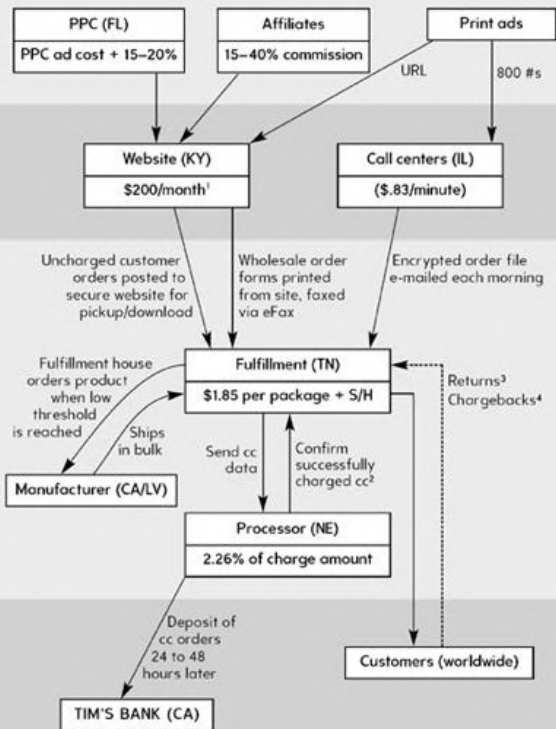 PPC (FL)
PPC ad cost + 15–20%
Affiliates
15–40% commission
Print ads
URL
800 #s
Website (KY)
$200/month¹
Call centers (IL)
($.83/minute)
Uncharged customer
orders posted to
secure website for
pickup/download
Wholesale order
forms printed
from site, faxed
via eFax
Encrypted order file
e-mailed each morning
Fulfillment house
orders product
when low
threshold
is reached
Fulfillment (TN)
$1.85 per package + S/H
Returns³
Chargebacks⁴
Ships
in bulk
Send cc
data
Confirm
successfully
charged cc²
Manufacturer (CA/LV)
Processor (NE)
2.26% of charge amount
Deposit of
cc orders
24 to 48
hours later
Customers (worldwide)
TIM'S BANK (CA)